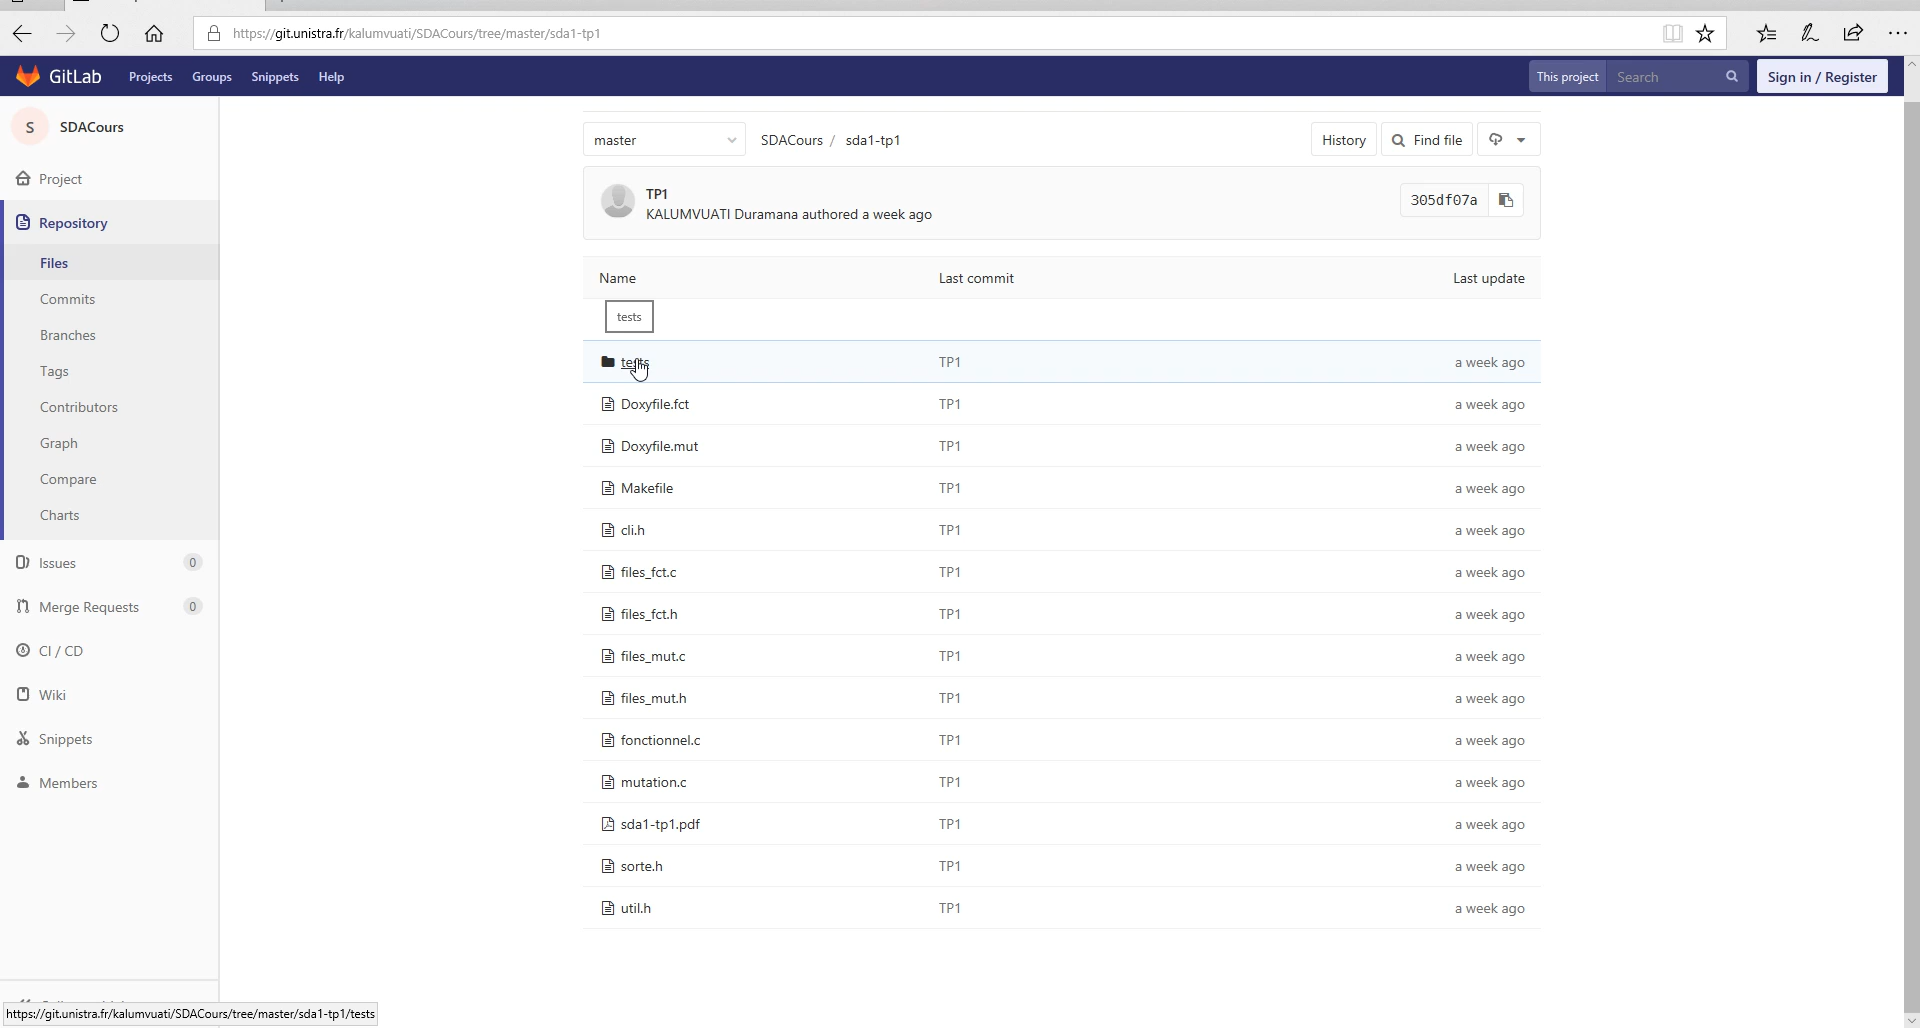 https://git.unistra.fr/kalumvuati/SDACours/tree/master/sda1-tp1
GitLab Projects Groups Snippets Help This project Search Sign in / Register
S SDACours
Project
Repository
Files
Commits
Branches
Tags
Contributors
Graph
Compare
Charts
Issues 0
Merge Requests 0
CI / CD
Wiki
Snippets
Members
master SDACours / sda1-tp1 History Find file
TP1
KALUMVUATI Duramana authored a week ago
305df07a
Name Last commit Last update
tests
tests TP1 a week ago
Doxyfile.fct TP1 a week ago
Doxyfile.mut TP1 a week ago
Makefile TP1 a week ago
cli.h TP1 a week ago
files_fct.c TP1 a week ago
files_fct.h TP1 a week ago
files_mut.c TP1 a week ago
files_mut.h TP1 a week ago
fonctionnel.c TP1 a week ago
mutation.c TP1 a week ago
sda1-tp1.pdf TP1 a week ago
sorte.h TP1 a week ago
util.h TP1 a week ago
https://git.unistra.fr/kalumvuati/SDACours/tree/master/sda1-tp1/tests